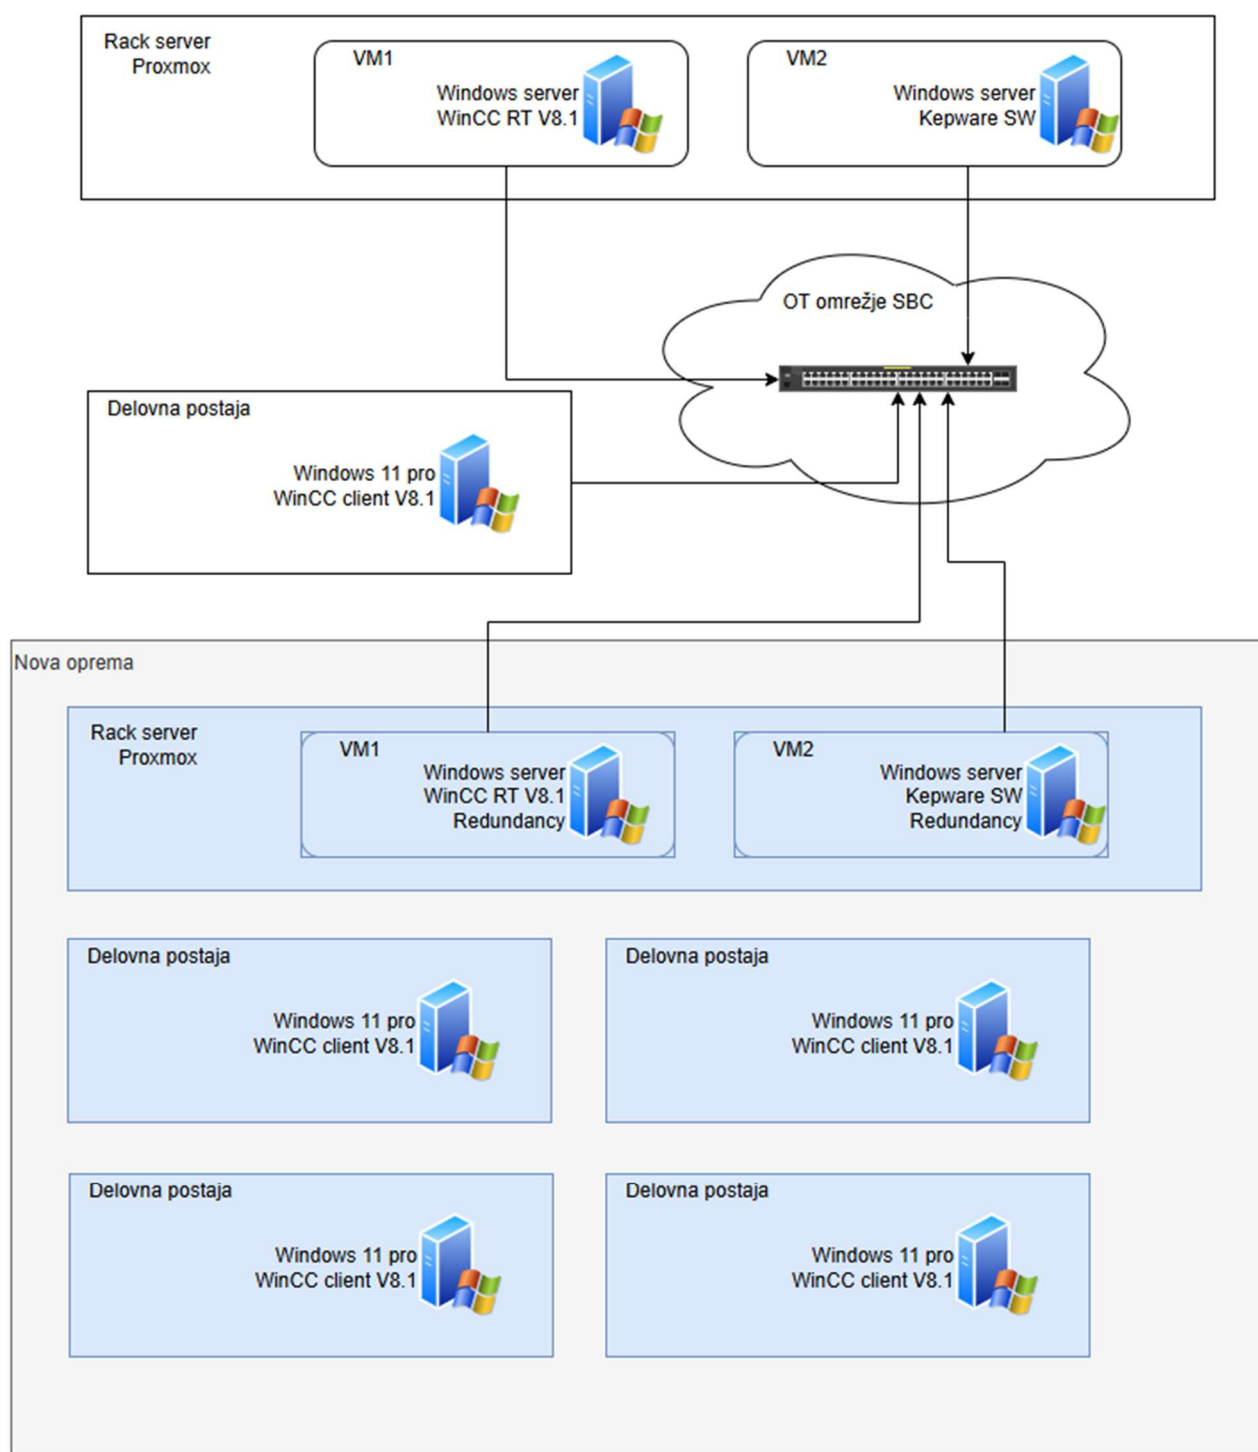 Rack server
Proxmox
VM1
Windows server
WinCC RT V8.1
VM2
Windows server
Kepware SW
OT omrežje SBC
Delovna postaja
Windows 11 pro
WinCC client V8.1
Nova oprema
Rack server
Proxmox
VM1
Windows server
WinCC RT V8.1
Redundancy
VM2
Windows server
Kepware SW
Redundancy
Delovna postaja
Windows 11 pro
WinCC client V8.1
Delovna postaja
Windows 11 pro
WinCC client V8.1
Delovna postaja
Windows 11 pro
WinCC client V8.1
Delovna postaja
Windows 11 pro
WinCC client V8.1